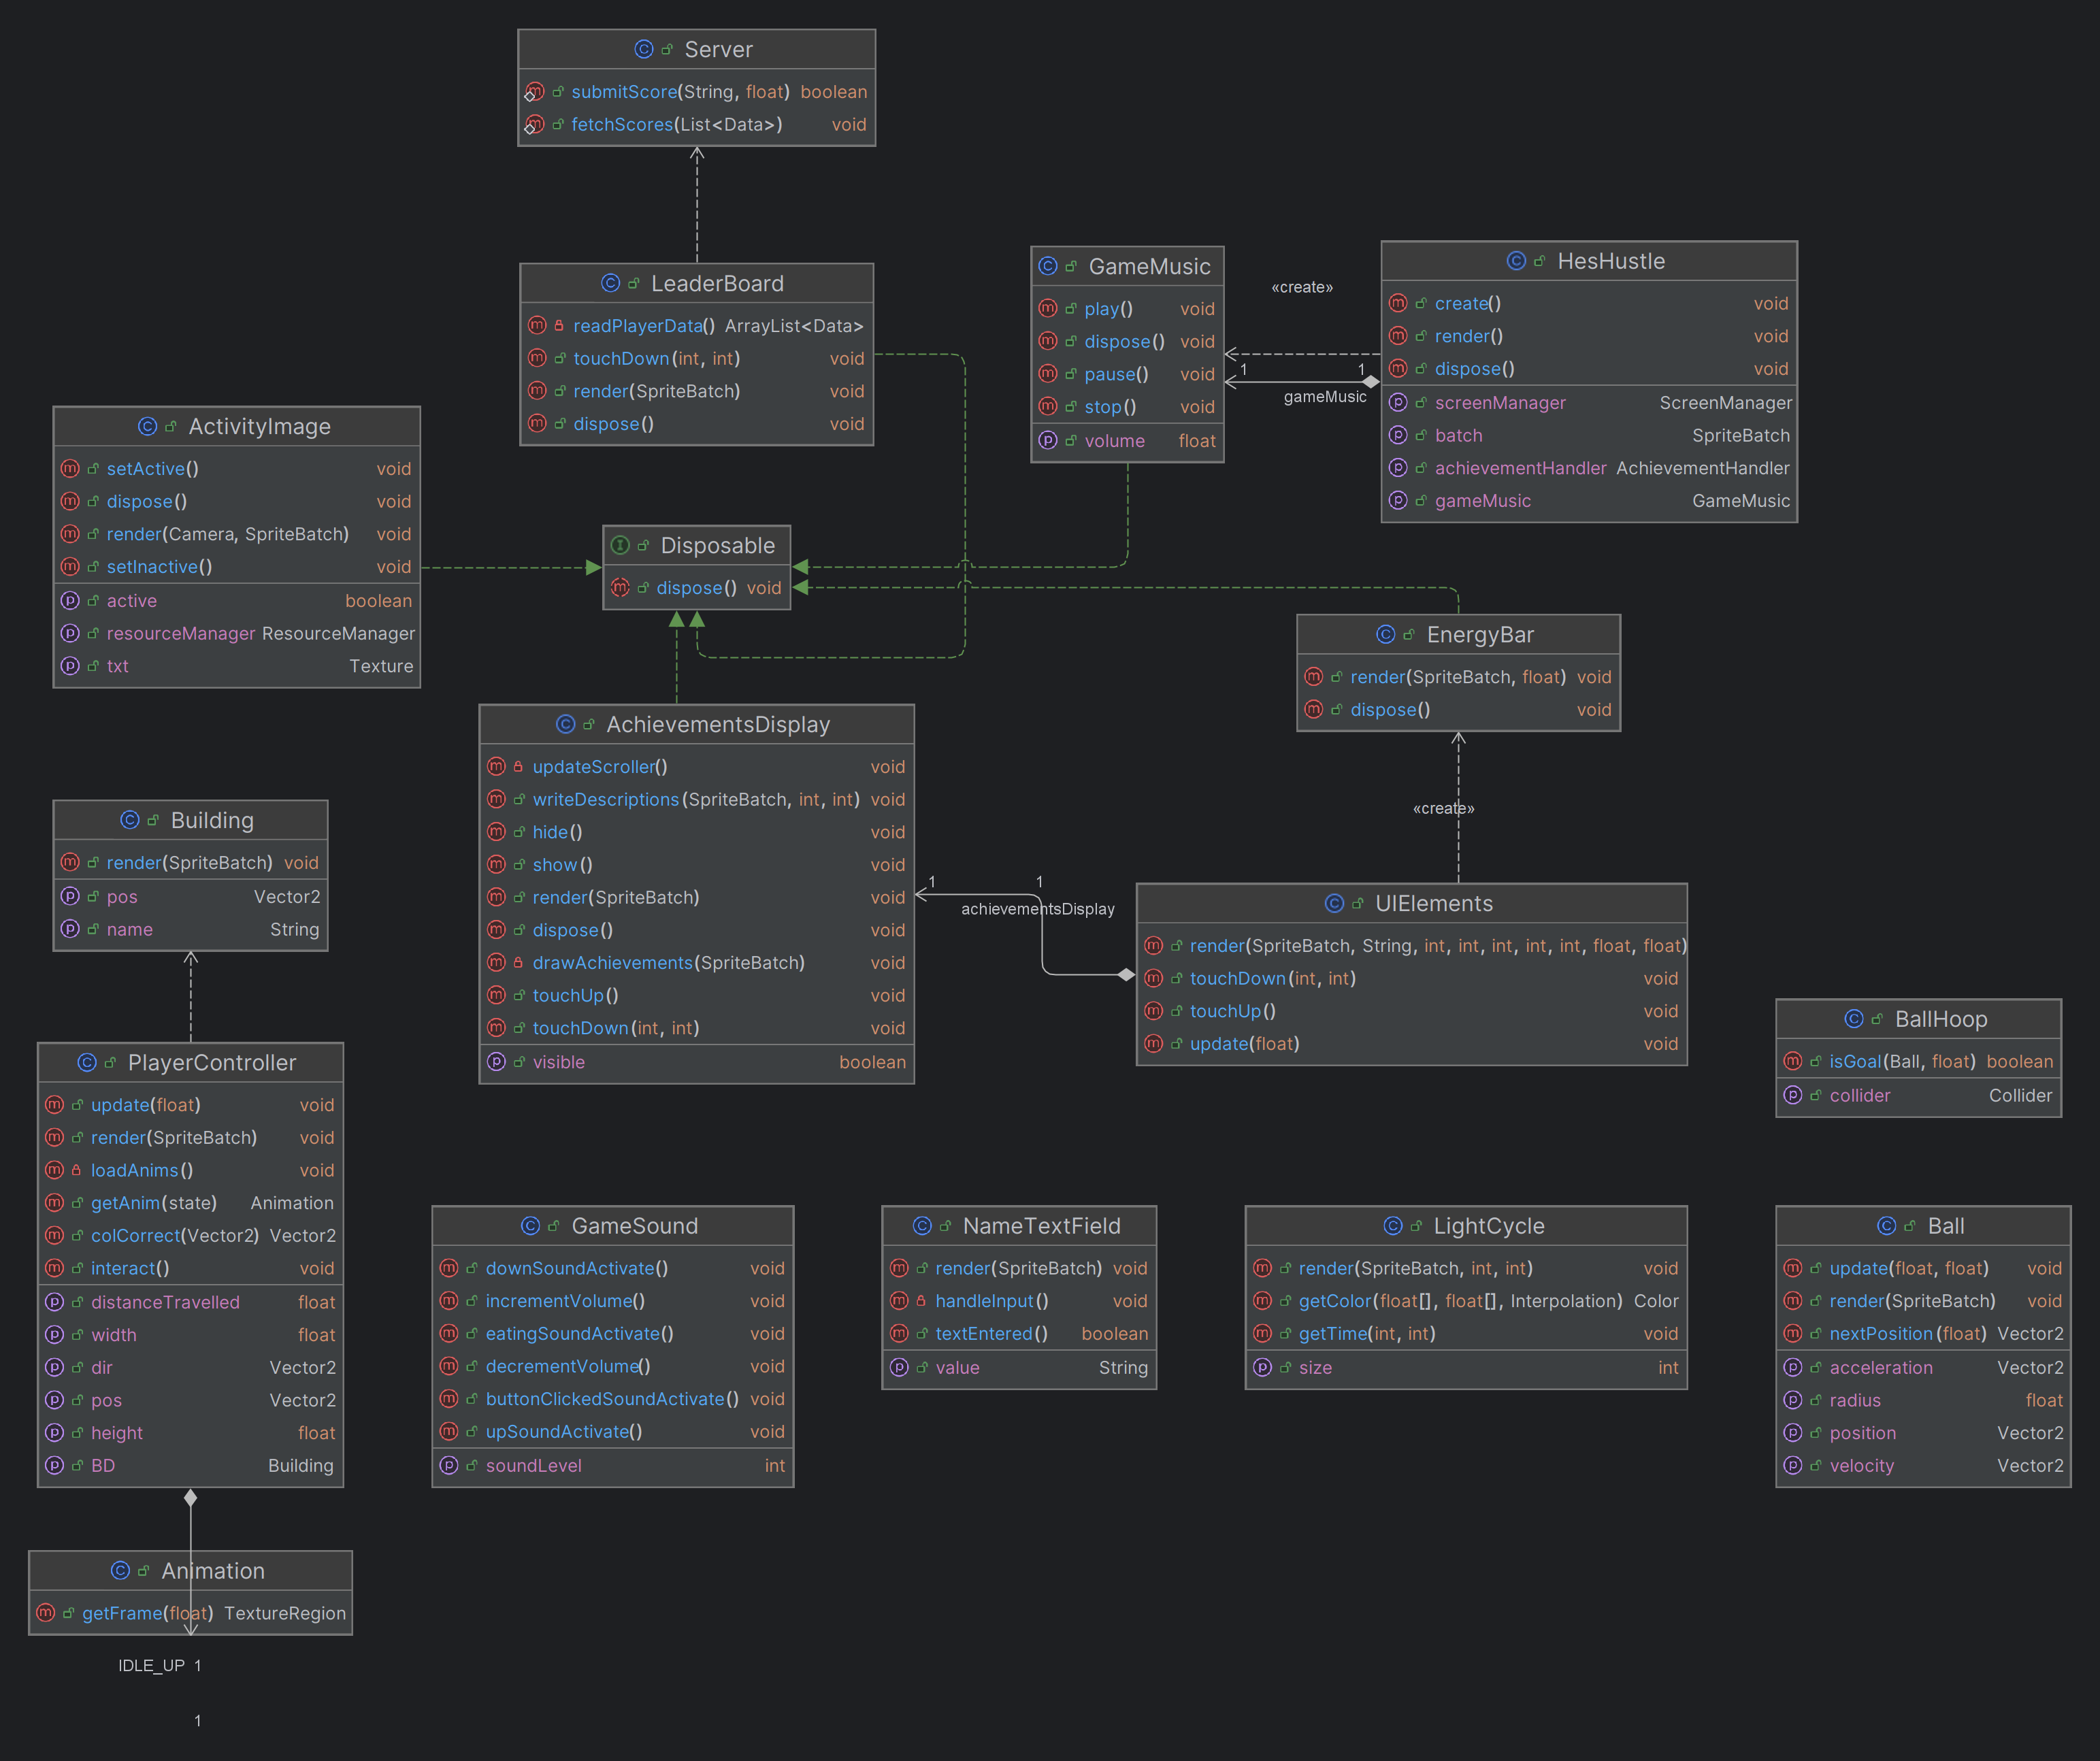 Server
submitScore(String, float) boolean
fetchScores(List<Data>) void
LeaderBoard
readPlayerData() ArrayList<Data>
touchDown(int, int) void
render(SpriteBatch) void
dispose() void
GameMusic
play() void
dispose() void
pause() void
stop() void
volume float
«create»
1 1
gameMusic
HesHustle
create() void
render() void
dispose() void
screenManager ScreenManager
batch SpriteBatch
achievementHandler AchievementHandler
gameMusic GameMusic
ActivityImage
setActive() void
dispose() void
render(Camera, SpriteBatch) void
setInactive() void
active boolean
resourceManager ResourceManager
txt Texture
Disposable
dispose() void
EnergyBar
render(SpriteBatch, float) void
dispose() void
«create»
AchievementsDisplay
updateScroller() void
writeDescriptions(SpriteBatch, int, int) void
hide() void
show() void
render(SpriteBatch) void
dispose() void
drawAchievements(SpriteBatch) void
touchUp() void
touchDown(int, int) void
visible boolean
1 1
achievementsDisplay
UIElements
render(SpriteBatch, String, int, int, int, int, int, float, float)
touchDown(int, int) void
touchUp() void
update(float) void
Building
render(SpriteBatch) void
pos Vector2
name String
PlayerController
update(float) void
render(SpriteBatch) void
loadAnims() void
getAnim(state) Animation
colCorrect(Vector2) Vector2
interact() void
distanceTravelled float
width float
dir Vector2
pos Vector2
height float
BD Building
BallHoop
isGoal(Ball, float) boolean
collider Collider
GameSound
downSoundActivate() void
incrementVolume() void
eatingSoundActivate() void
decrementVolume() void
buttonClickedSoundActivate() void
upSoundActivate() void
soundLevel int
NameTextField
render(SpriteBatch) void
handleInput() void
textEntered() boolean
value String
LightCycle
render(SpriteBatch, int, int) void
getColor(float[], float[], Interpolation) Color
getTime(int, int) void
size int
Ball
update(float, float) void
render(SpriteBatch) void
nextPosition(float) Vector2
acceleration Vector2
radius float
position Vector2
velocity Vector2
Animation
getFrame(float) TextureRegion
IDLE_UP 1
1